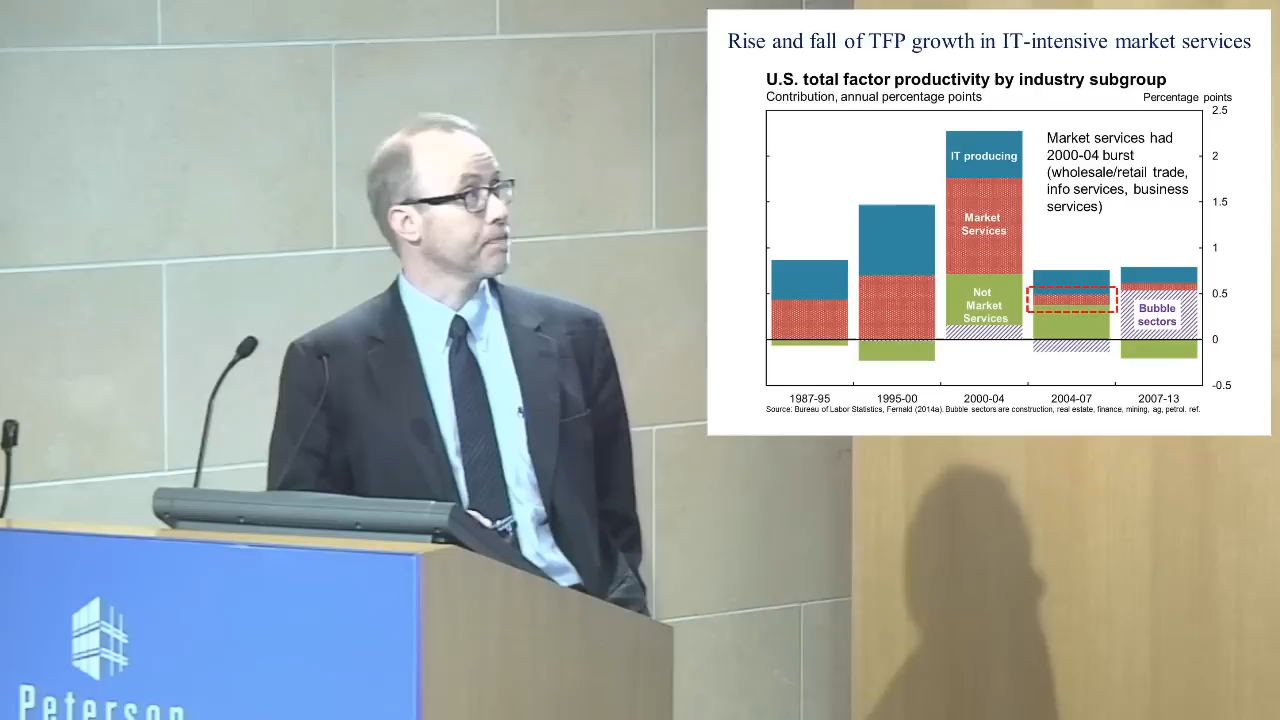 Rise and fall of TFP growth in IT-intensive market services
U.S. total factor productivity by industry subgroup
Contribution, annual percentage points
Percentage points
2.5
2
1.5
1
0.5
0
-0.5
IT producing
Market
Services
Not
Market
Services
Market services had
2000-04 burst
(wholesale/retail trade,
info services, business
services)
Bubble
sectors
1987-95
1995-00
2000-04
2004-07
2007-13
Source: Bureau of Labor Statistics, Fernald (2014a). Bubble sectors are construction, real estate, finance, mining, ag, petrol. ref.
Peterson